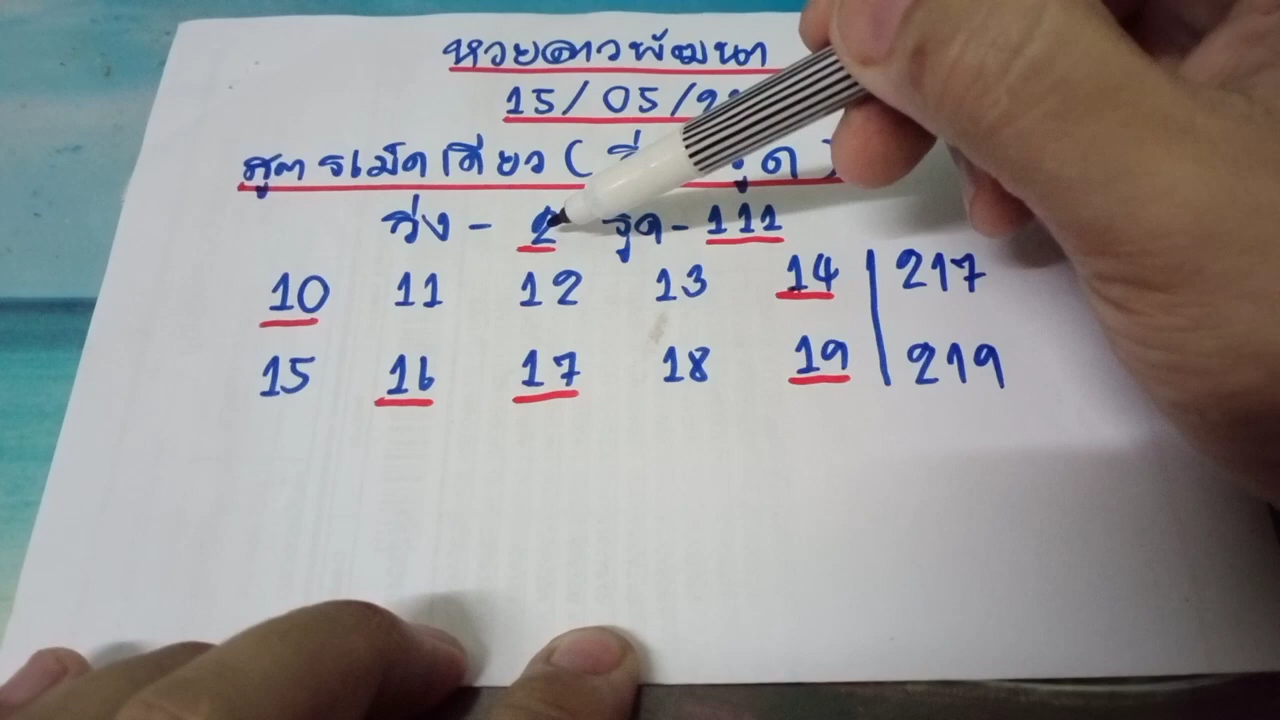 หวยลาวพัฒนา
15/05/
สูตรเม็ดเดียว (
วิ่ง - 2 รูด - 111
10 11 12 13 14 | 217
15 16 17 18 19 | 219